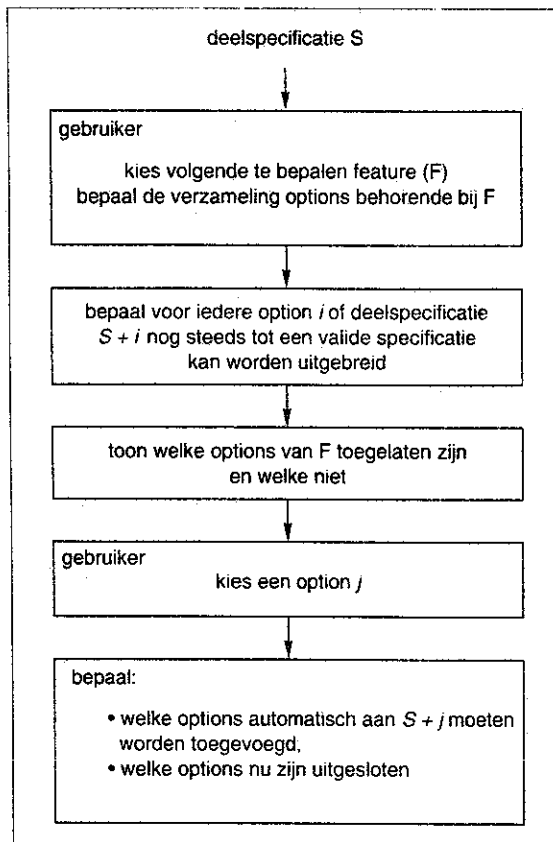 deelspecificatie S
gebruiker
kies volgende te bepalen feature (F)
bepaal de verzameling options behorende bij F
bepaal voor iedere option i of deelspecificatie
S + i nog steeds tot een valide specificatie
kan worden uitgebreid
toon welke options van F toegelaten zijn
en welke niet
gebruiker
kies een option j
bepaal:
• welke options automatisch aan S + j moeten
worden toegevoegd,
• welke options nu zijn uitgesloten